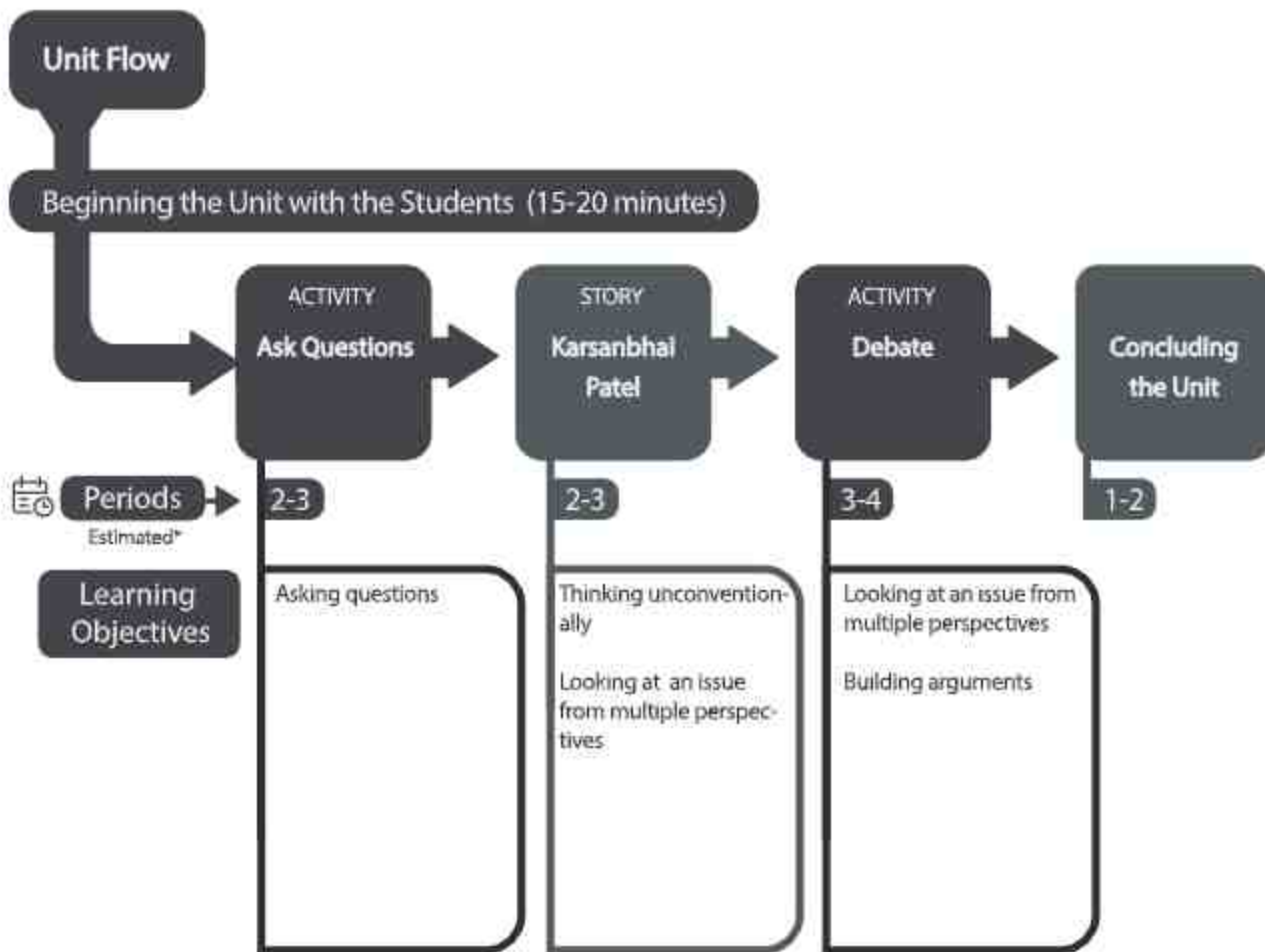 Unit Flow
Beginning the Unit with the Students (15-20 minutes)
ACTIVITY
Ask Questions
STORY
Karsanbhai
Patel
ACTIVITY
Debate
Concluding
the Unit
Periods
Estimated*
2-3
2-3
3-4
1-2
Learning
Objectives
Asking questions
Thinking unconvention-
ally
Looking at an issue
from multiple perspec-
tives
Looking at an issue from
multiple perspectives
Building arguments